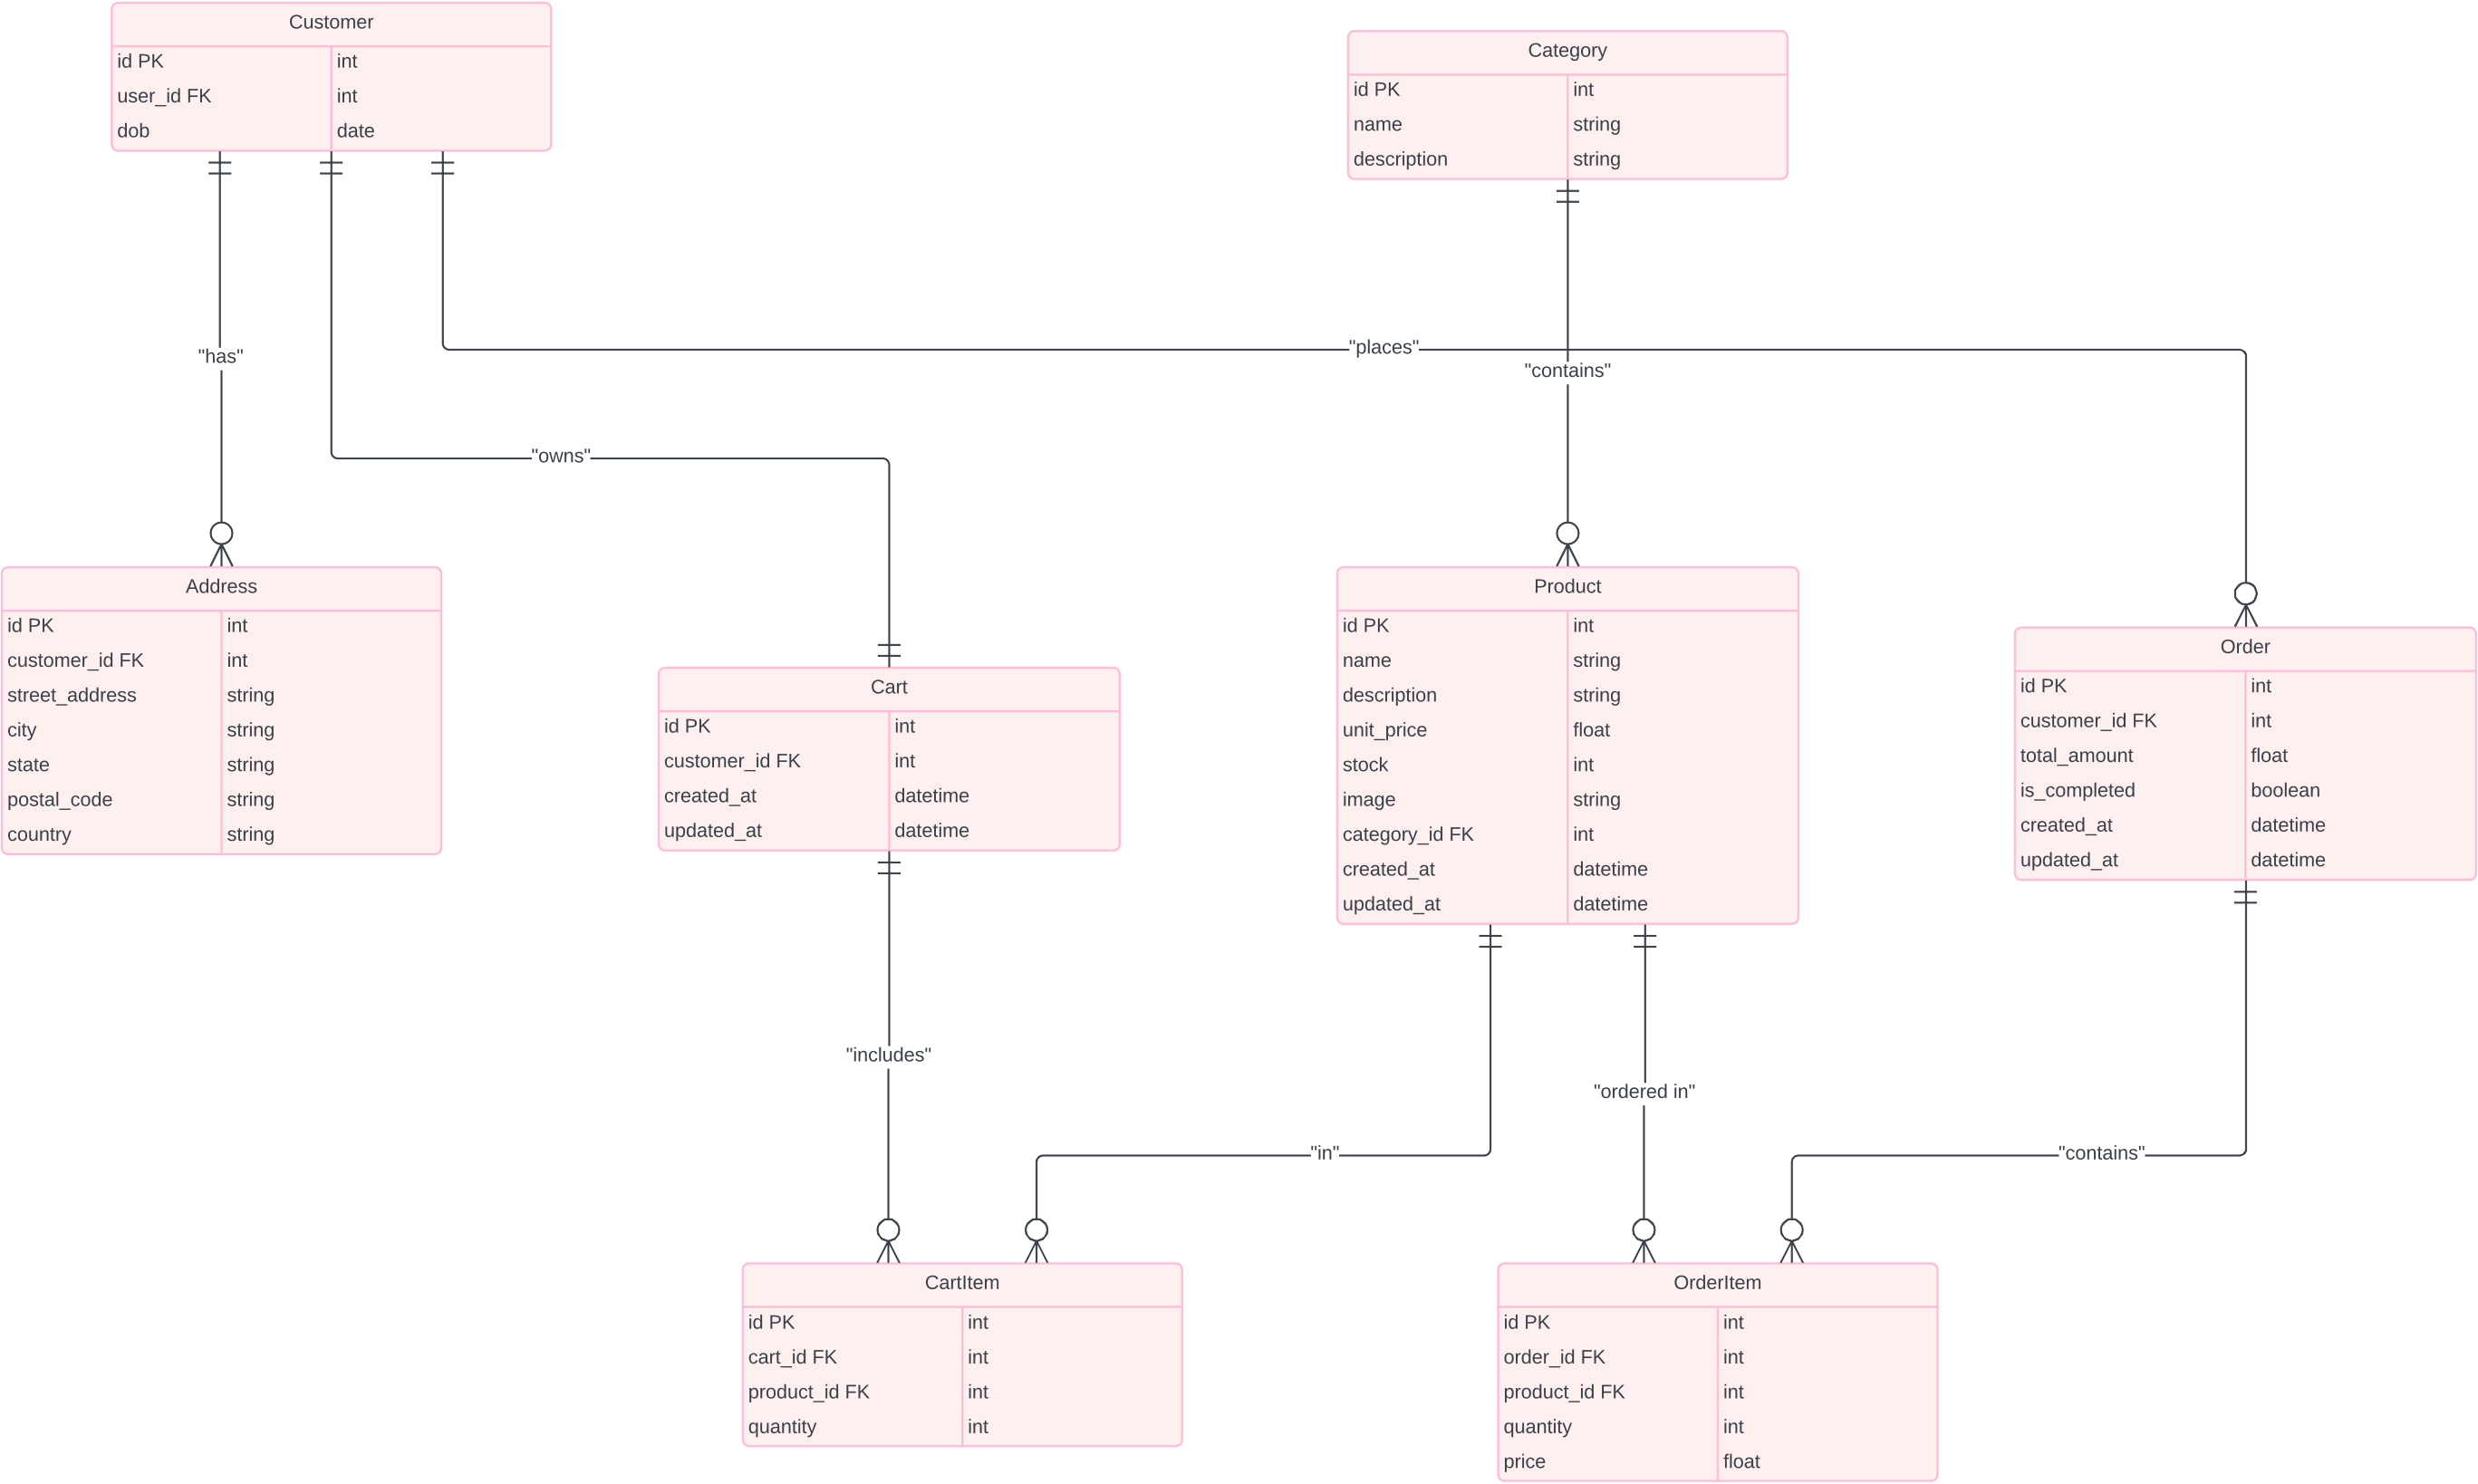 Customer
id PK int
user_id FK int
dob date
Category
id PK int
name string
description string
"has"
"owns"
"places"
"contains"
Address
id PK int
customer_id FK int
street_address string
city string
state string
postal_code string
country string
Cart
id PK int
customer_id FK int
created_at datetime
updated_at datetime
Product
id PK int
name string
description string
unit_price float
stock int
image string
category_id FK int
created_at datetime
updated_at datetime
Order
id PK int
customer_id FK int
total_amount float
is_completed boolean
created_at datetime
updated_at datetime
"includes"
"in"
"ordered in"
"contains"
CartItem
id PK int
cart_id FK int
product_id FK int
quantity int
OrderItem
id PK int
order_id FK int
product_id FK int
quantity int
price float